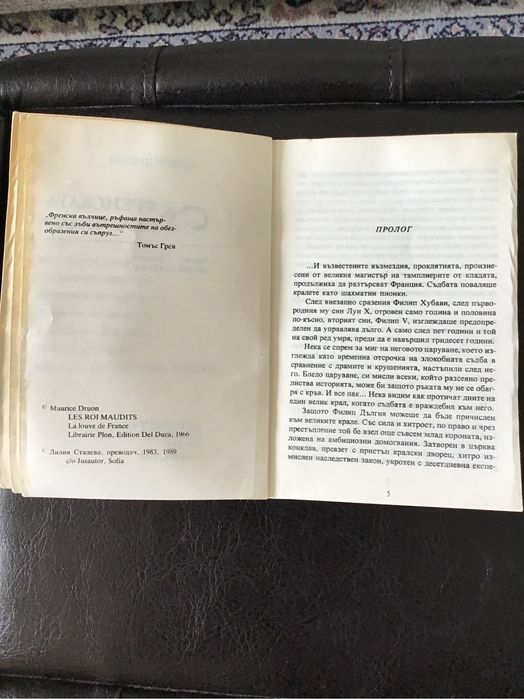 „Френска вълчице, ръфаща настър-
вено със зъби вътрешностите на обез-
образения си съпруг..."
Томъс Грей
© Maurice Druon
LES ROI MAUDITS
La louve de France
Librairie Plon, Edition Del Duca, 1966
© Лилия Сталева, преводач, 1983, 1989
c/o Jusautor, Sofia
ПРОЛОГ
...И възвестените възмездия, проклятията, произне-
сени от великия магистър на тамплиерите от кладата,
продължиха да разтърсват Франция. Съдбата поваляше
кралете като шахматни пионки.
След внезапно сразения Филип Хубави, след първо-
родния му син Луи X, отровен само година и половина
по-късно, вторият син, Филип V, изглеждаше предопре-
делен да управлява дълго. А само след пет години и той
на свой ред умря, преди да е навършил тридесет години.
Нека се спрем за миг на неговото царуване, което из-
глежда като временна отсрочка на злокобната съдба в
сравнение с драмите и крушенията, настъпили след не-
го. Бледо царуване, си мисли всеки, който разсеяно пре-
листва историята, може би защото ръката му не се обаг-
ря с кръв. И все пак... Нека видим как протичат дните на
един велик крал, когато съдбата е враждебна към него.
Защото Филип Дългия можеше да бъде причислен
към великите крале. Със сила и хитрост, по право и чрез
престъпление той бе взел още съвсем млад короната, из-
ложена на амбициозни домогвания. Затворен в църква
конклав, превзет с пристъп кралски дворец, хитро из-
мислен наследствен закон, укротен с десетдневна експе-
5